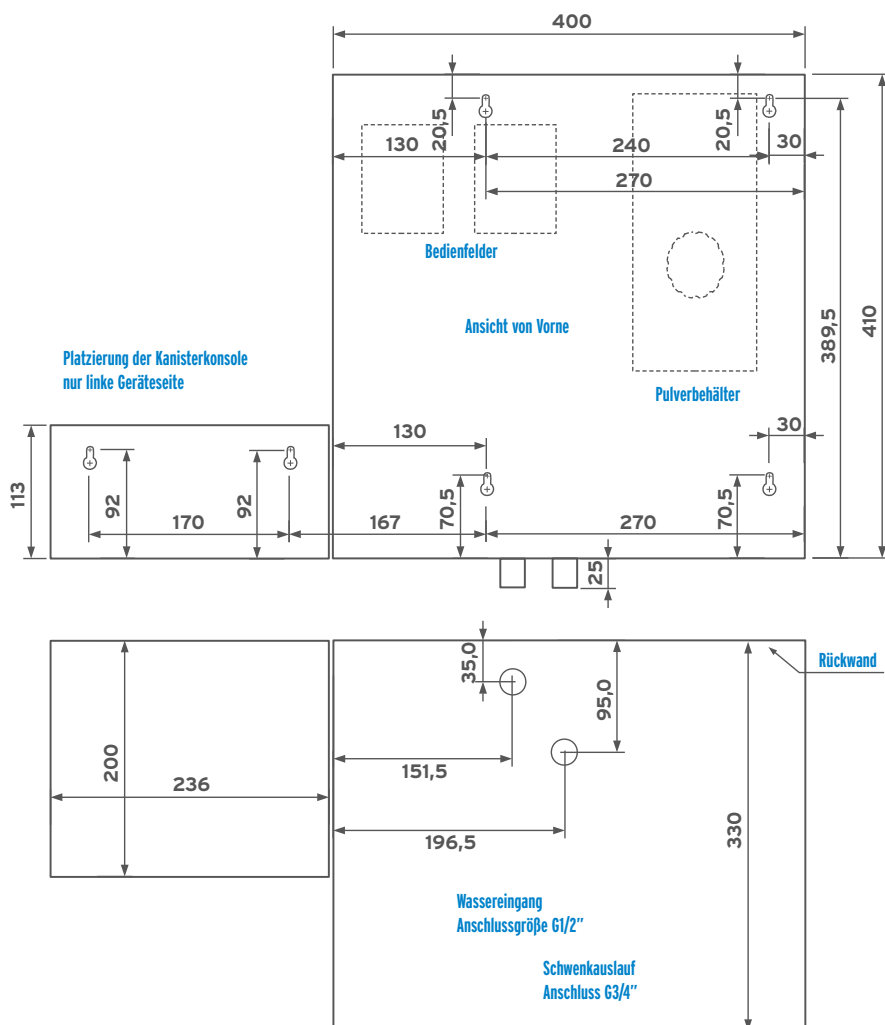 400
20,5
20,5
130
240
30
270
Bedienfelder
Ansicht von Vorne
389,5
410
Platzierung der Kanisterkonsole
nur linke Geräteseite
Pulverbehälter
130
30
113
92
92
70,5
70,5
170
167
270
25
35,0
95,0
Rückwand
200
236
151,5
196,5
330
Wassereingang
Anschlussgröße G1/2"
Schwenkauslauf
Anschluss G3/4"